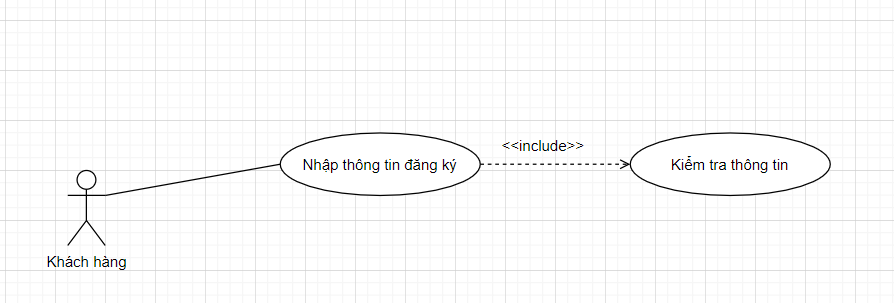 <<include>>
Nhập thông tin đăng ký
Kiểm tra thông tin
Khách hàng